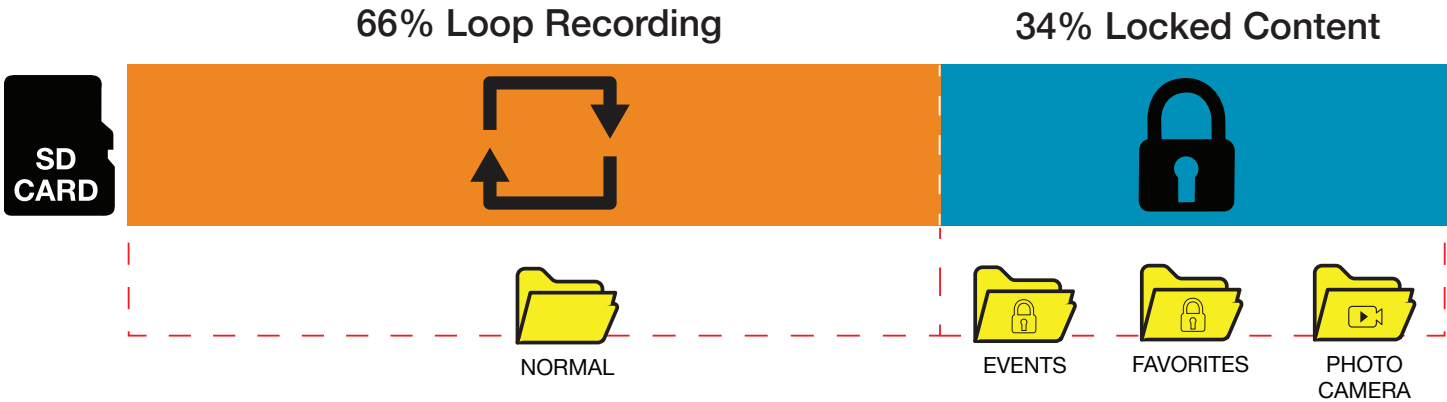 66% Loop Recording
34% Locked Content
SD
CARD
NORMAL
EVENTS
FAVORITES
PHOTO
CAMERA